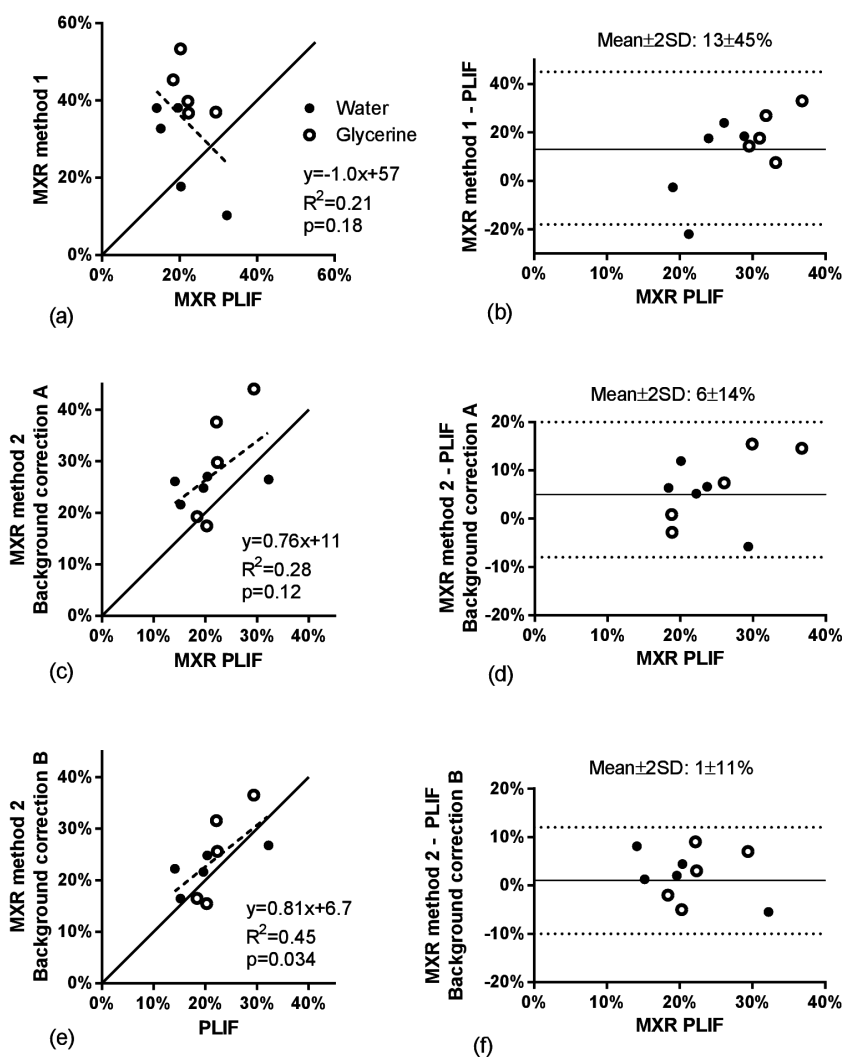 60%
40%
20%
0%
MXR method 1
Water
Glycerine
y=-1.0x+57
R²=0.21
p=0.18
0% 20% 40% 60%
MXR PLIF
(a)
Mean±2SD: 13±45%
60%
40%
20%
0%
-20%
MXR method 1 - PLIF
0% 10% 20% 30% 40%
MXR PLIF
(b)
40%
30%
20%
10%
0%
MXR method 2
Background correction A
y=0.76x+11
R²=0.28
p=0.12
0% 10% 20% 30% 40%
MXR PLIF
(c)
Mean±2SD: 6±14%
20%
10%
0%
-10%
-20%
MXR method 2 - PLIF
Background correction A
0% 10% 20% 30% 40%
MXR PLIF
(d)
40%
30%
20%
10%
0%
MXR method 2
Background correction B
y=0.81x+6.7
R²=0.45
p=0.034
0% 10% 20% 30% 40%
PLIF
(e)
Mean±2SD: 1±11%
20%
10%
0%
-10%
-20%
MXR method 2 - PLIF
Background correction B
0% 10% 20% 30% 40%
MXR PLIF
(f)